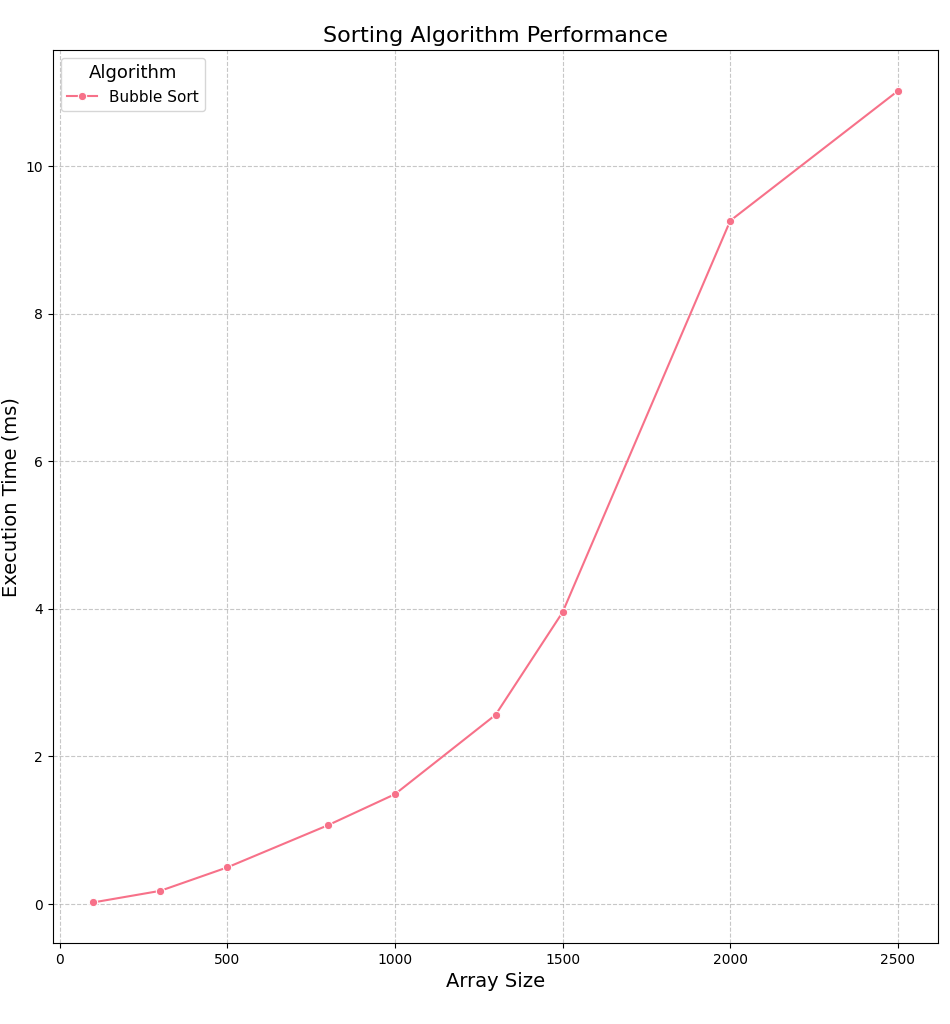 Sorting Algorithm Performance
Algorithm
Bubble Sort
10
8
6
4
2
0
Execution Time (ms)
0 500 1000 1500 2000 2500
Array Size